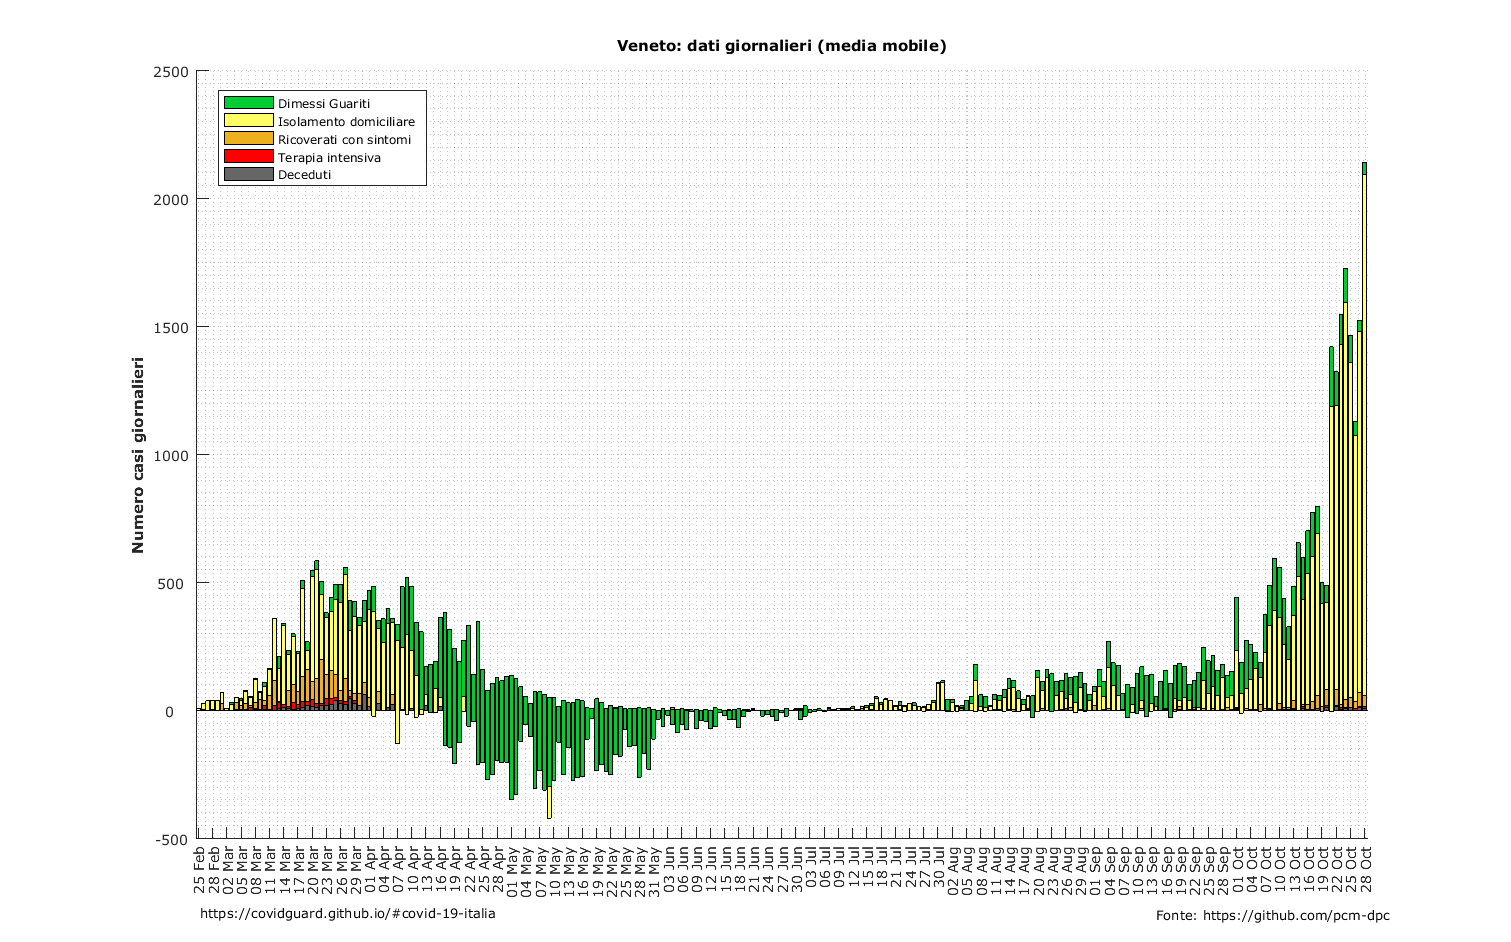 Veneto: dati giornalieri (media mobile)
2500
2000
1500
1000
500
0
-500
Numero casi giornalieri
Dimessi Guariti
Isolamento domiciliare
Ricoverati con sintomi
Terapia intensiva
Deceduti
25 Feb
28 Feb
02 Mar
05 Mar
08 Mar
11 Mar
14 Mar
17 Mar
20 Mar
23 Mar
26 Mar
29 Mar
01 Apr
04 Apr
07 Apr
10 Apr
13 Apr
16 Apr
19 Apr
22 Apr
25 Apr
28 Apr
01 May
04 May
07 May
10 May
13 May
16 May
19 May
22 May
25 May
28 May
31 May
03 Jun
06 Jun
09 Jun
12 Jun
15 Jun
18 Jun
21 Jun
24 Jun
27 Jun
30 Jun
03 Jul
06 Jul
09 Jul
12 Jul
15 Jul
18 Jul
21 Jul
24 Jul
27 Jul
30 Jul
02 Aug
05 Aug
08 Aug
11 Aug
14 Aug
17 Aug
20 Aug
23 Aug
26 Aug
29 Aug
01 Sep
04 Sep
07 Sep
10 Sep
13 Sep
16 Sep
19 Sep
22 Sep
25 Sep
28 Sep
01 Oct
04 Oct
07 Oct
10 Oct
13 Oct
16 Oct
19 Oct
22 Oct
25 Oct
28 Oct
https://covidguard.github.io/#covid-19-italia
Fonte: https://github.com/pcm-dpc